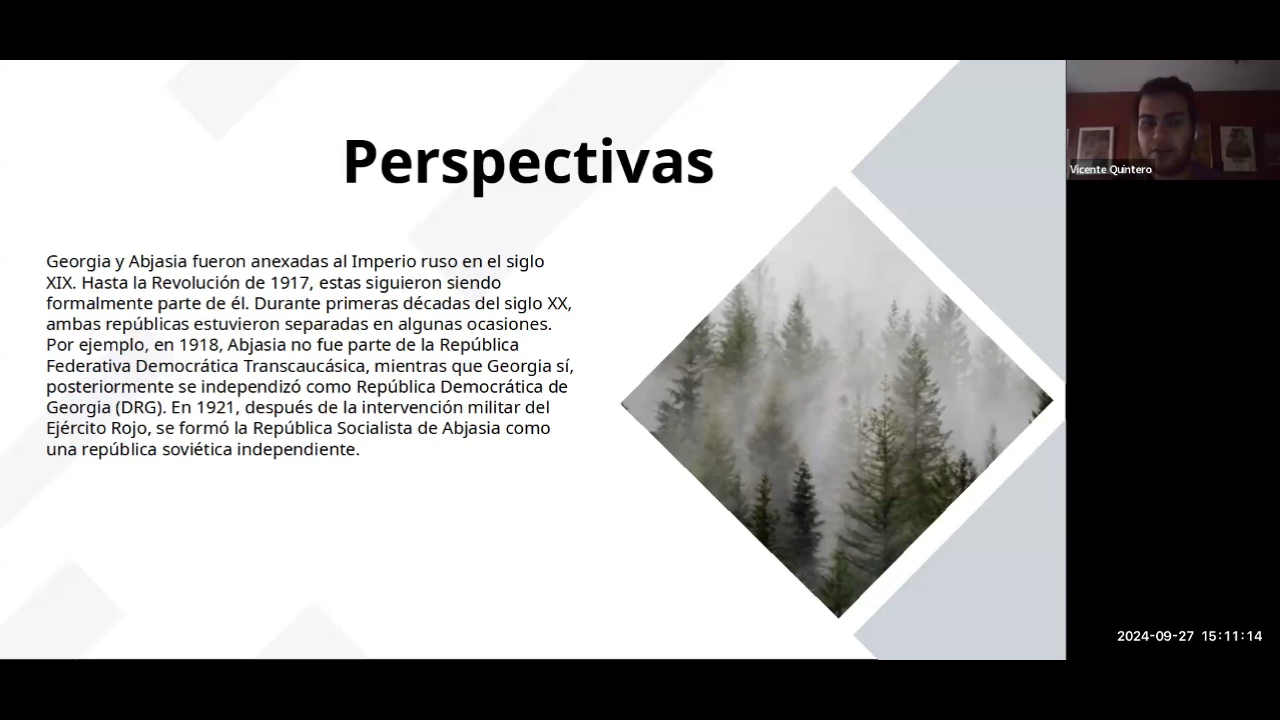 Perspectivas
Georgia y Abjasia fueron anexadas al Imperio ruso en el siglo
XIX. Hasta la Revolución de 1917, estas siguieron siendo
formalmente parte de él. Durante primeras décadas del siglo XX,
ambas repúblicas estuvieron separadas en algunas ocasiones.
Por ejemplo, en 1918, Abjasia no fue parte de la República
Federativa Democrática Transcaucásica, mientras que Georgia sí,
posteriormente se independizó como República Democrática de
Georgia (DRG). En 1921, después de la intervención militar del
Ejército Rojo, se formó la República Socialista de Abjasia como
una república soviética independiente.
Vicente Quintero
2024-09-27 15:11:14